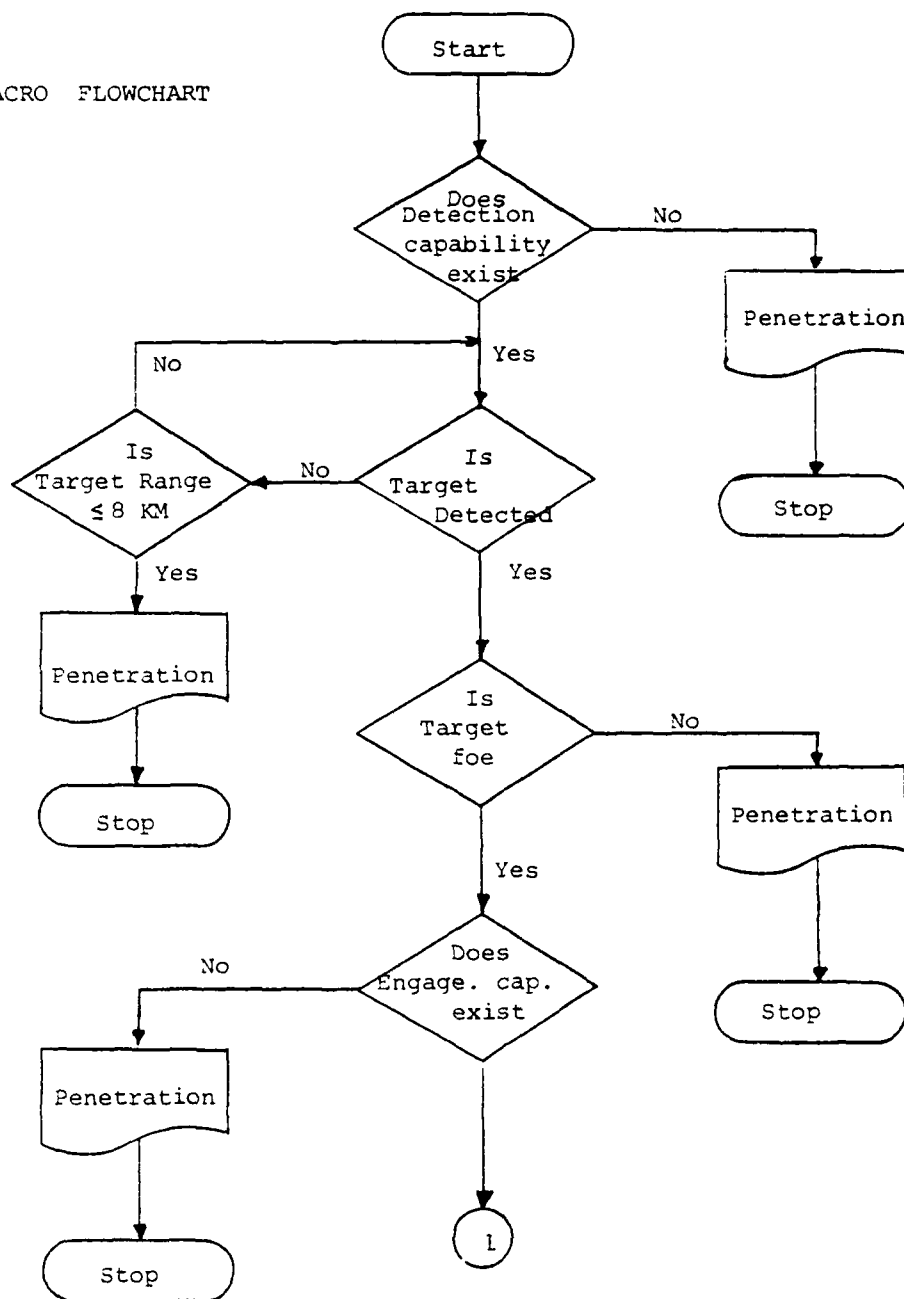 Start
ACRO FLOWCHART
Does
Detection
capability
exist
No
Penetration
Stop
Yes
No
Is
Target Range
≤ 8 KM
No
Is
Target
Detected
Yes
Penetration
Stop
Yes
Is
Target
foe
No
Penetration
Stop
Yes
Does
Engage. cap.
exist
No
Penetration
Stop
1